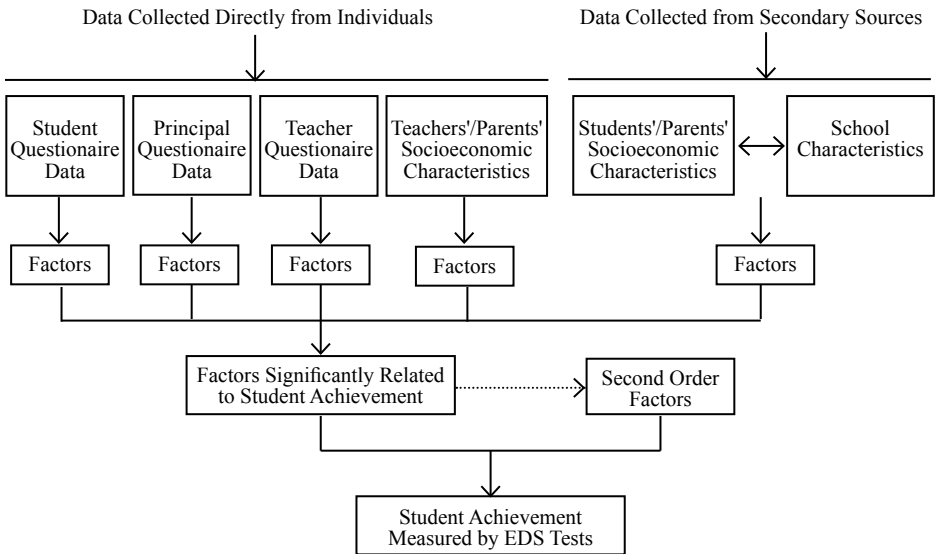 Data Collected Directly from Individuals
Data Collected from Secondary Sources
Student
Questionaire
Data
Principal
Questionaire
Data
Teacher
Questionaire
Data
Teachers'/Parents'
Socioeconomic
Characteristics
Students'/Parents'
Socioeconomic
Characteristics
School
Characteristics
Factors
Factors
Factors
Factors
Factors
Factors Significantly Related
to Student Achievement
Second Order
Factors
Student Achievement
Measured by EDS Tests